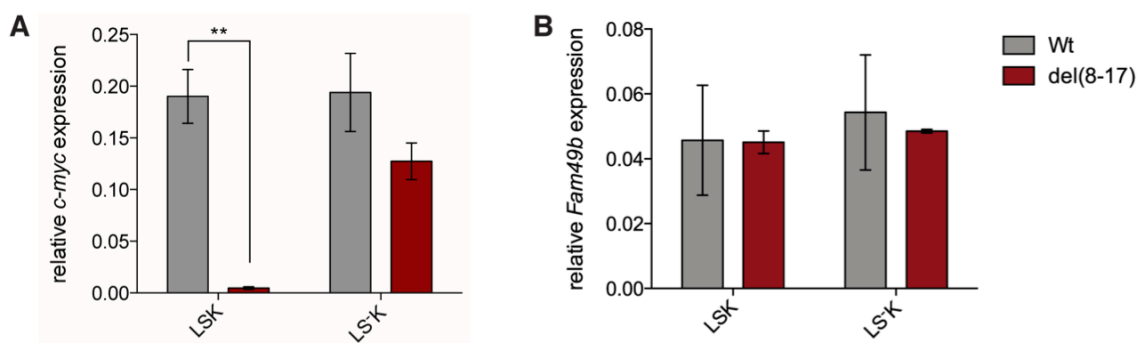 A
relative c-myc expression
0.25
0.20
0.15
0.10
0.05
0.00
**
LSK
LS-K
B
relative Fam49b expression
0.08
0.06
0.04
0.02
0.00
LSK
LS-K
Wt
del(8-17)